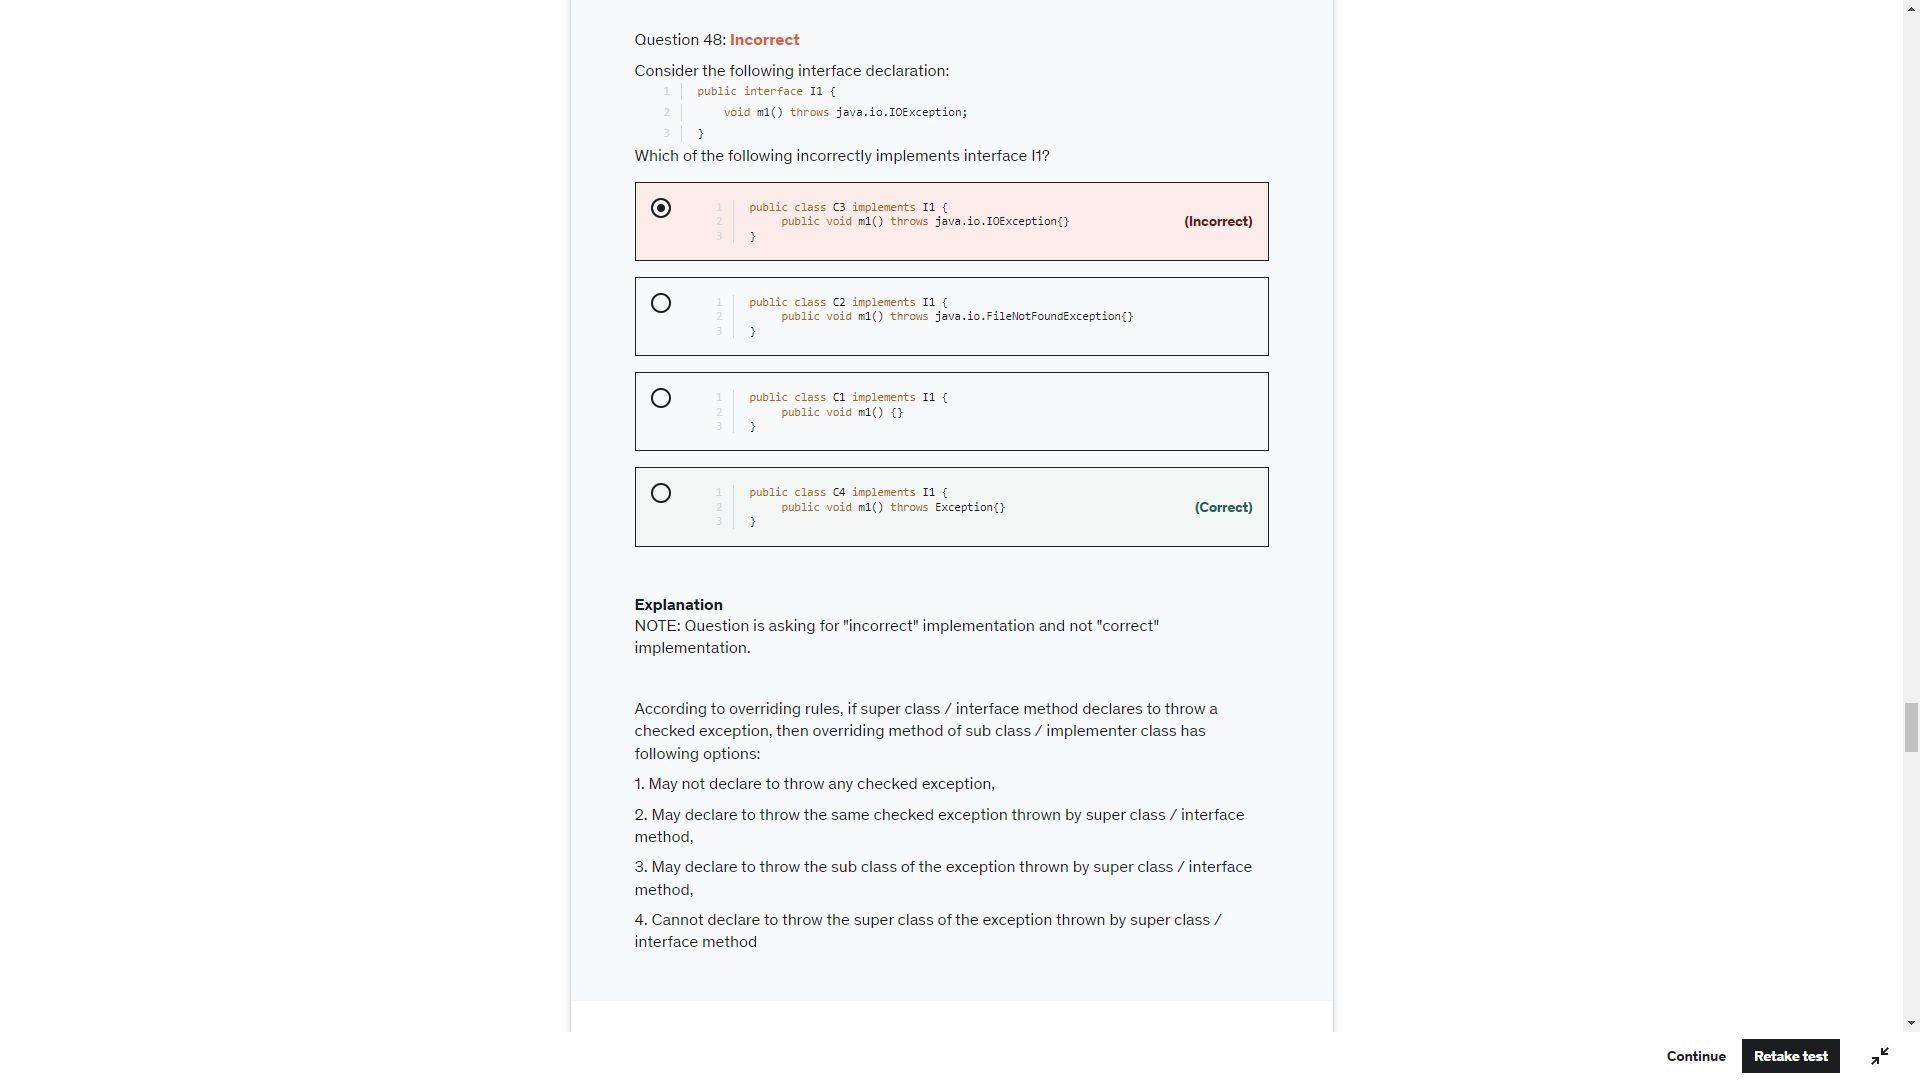 Question 48: Incorrect
Consider the following interface declaration:
1 public interface I1 {
2 void m1() throws java.io.IOException;
3 }
Which of the following incorrectly implements interface I1?
1 public class C3 implements I1 {
2 public void m1() throws java.io.IOException{}
3 }
(Incorrect)
1 public class C2 implements I1 {
2 public void m1() throws java.io.FileNotFoundException{}
3 }
1 public class C1 implements I1 {
2 public void m1() {}
3 }
1 public class C4 implements I1 {
2 public void m1() throws Exception{}
3 }
(Correct)
Explanation
NOTE: Question is asking for "incorrect" implementation and not "correct"
implementation.
According to overriding rules, if super class / interface method declares to throw a
checked exception, then overriding method of sub class / implementer class has
following options:
1. May not declare to throw any checked exception,
2. May declare to throw the same checked exception thrown by super class / interface
method,
3. May declare to throw the sub class of the exception thrown by super class / interface
method,
4. Cannot declare to throw the super class of the exception thrown by super class /
interface method
Continue
Retake test